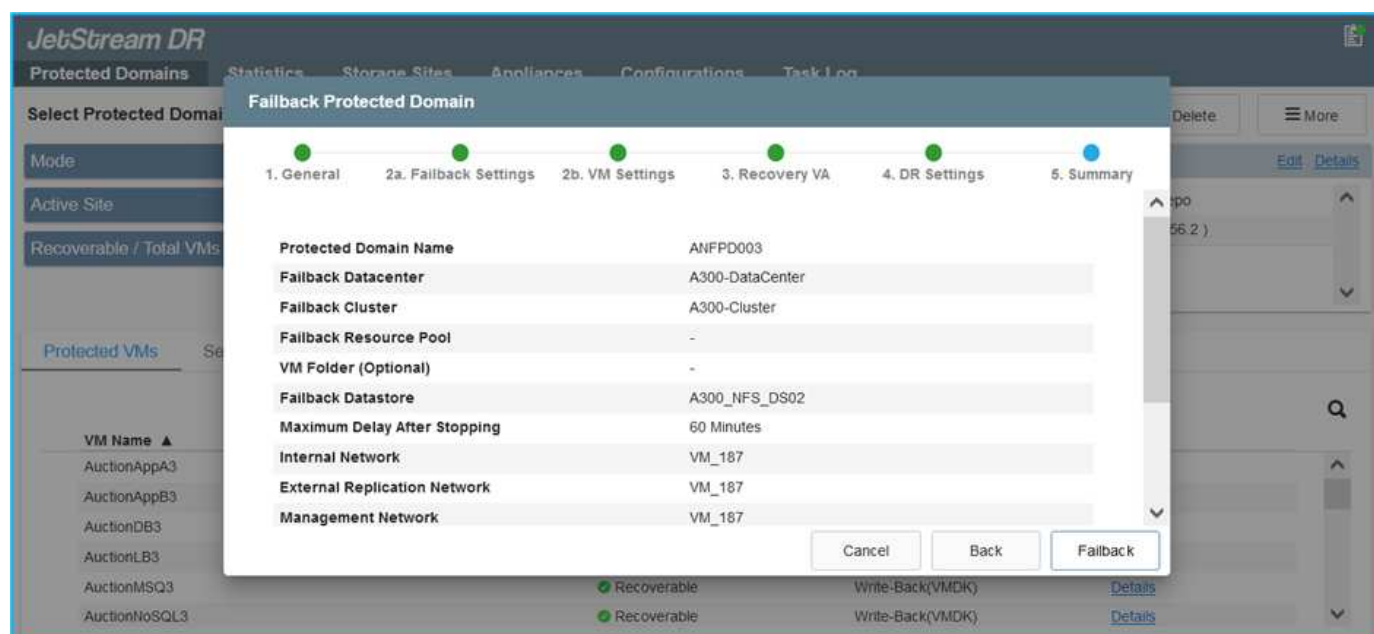 JetStream DR
Protected Domains Statistics Storage Sites Appliances Configurations Task Log
Select Protected Domai Delete More
Failback Protected Domain
Mode Edit Details
1. General 2a. Failback Settings 2b. VM Settings 3. Recovery VA 4. DR Settings 5. Summary
Active Site po
Recoverable / Total VMs 56.2 )
Protected Domain Name ANFPD003
Failback Datacenter A300-DataCenter
Failback Cluster A300-Cluster
Failback Resource Pool -
Protected VMs Se
VM Folder (Optional) -
Failback Datastore A300_NFS_DS02
Maximum Delay After Stopping 60 Minutes
VM Name ▲
Internal Network VM_187
AuctionAppA3
External Replication Network VM_187
AuctionAppB3
Management Network VM_187
AuctionDB3
Cancel Back Failback
AuctionLB3
AuctionMSQ3 Recoverable Write-Back(VMDK) Details
AuctionNoSQL3 Recoverable Write-Back(VMDK) Details